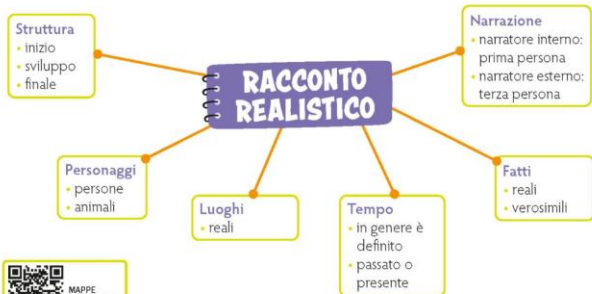 Struttura
• inizio
• sviluppo
• finale
RACCONTO
REALISTICO
Narrazione
• narratore interno:
prima persona
• narratore esterno:
terza persona
Personaggi
• persone
• animali
Luoghi
• reali
Tempo
• in genere è
definito
• passato o
presente
Fatti
• reali
• verosimili
MAPPE